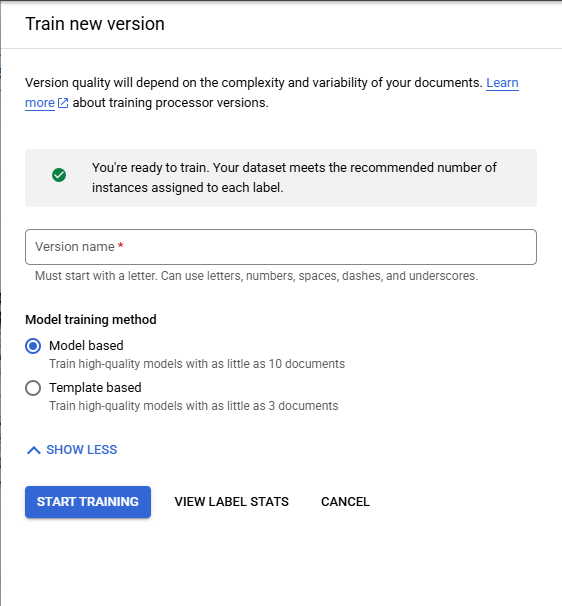 Train new version
Version quality will depend on the complexity and variability of your documents. Learn
more about training processor versions.
You're ready to train. Your dataset meets the recommended number of
instances assigned to each label.
Version name *
Must start with a letter. Can use letters, numbers, spaces, dashes, and underscores.
Model training method
Model based
Train high-quality models with as little as 10 documents
Template based
Train high-quality models with as little as 3 documents
SHOW LESS
START TRAINING VIEW LABEL STATS CANCEL